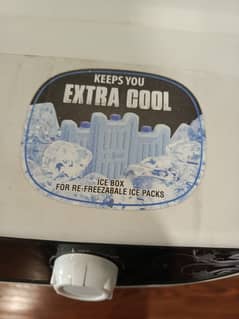 KEEPS YOU
EXTRA COOL
ICE BOX
FOR RE-FREEZABALE ICE PACKS